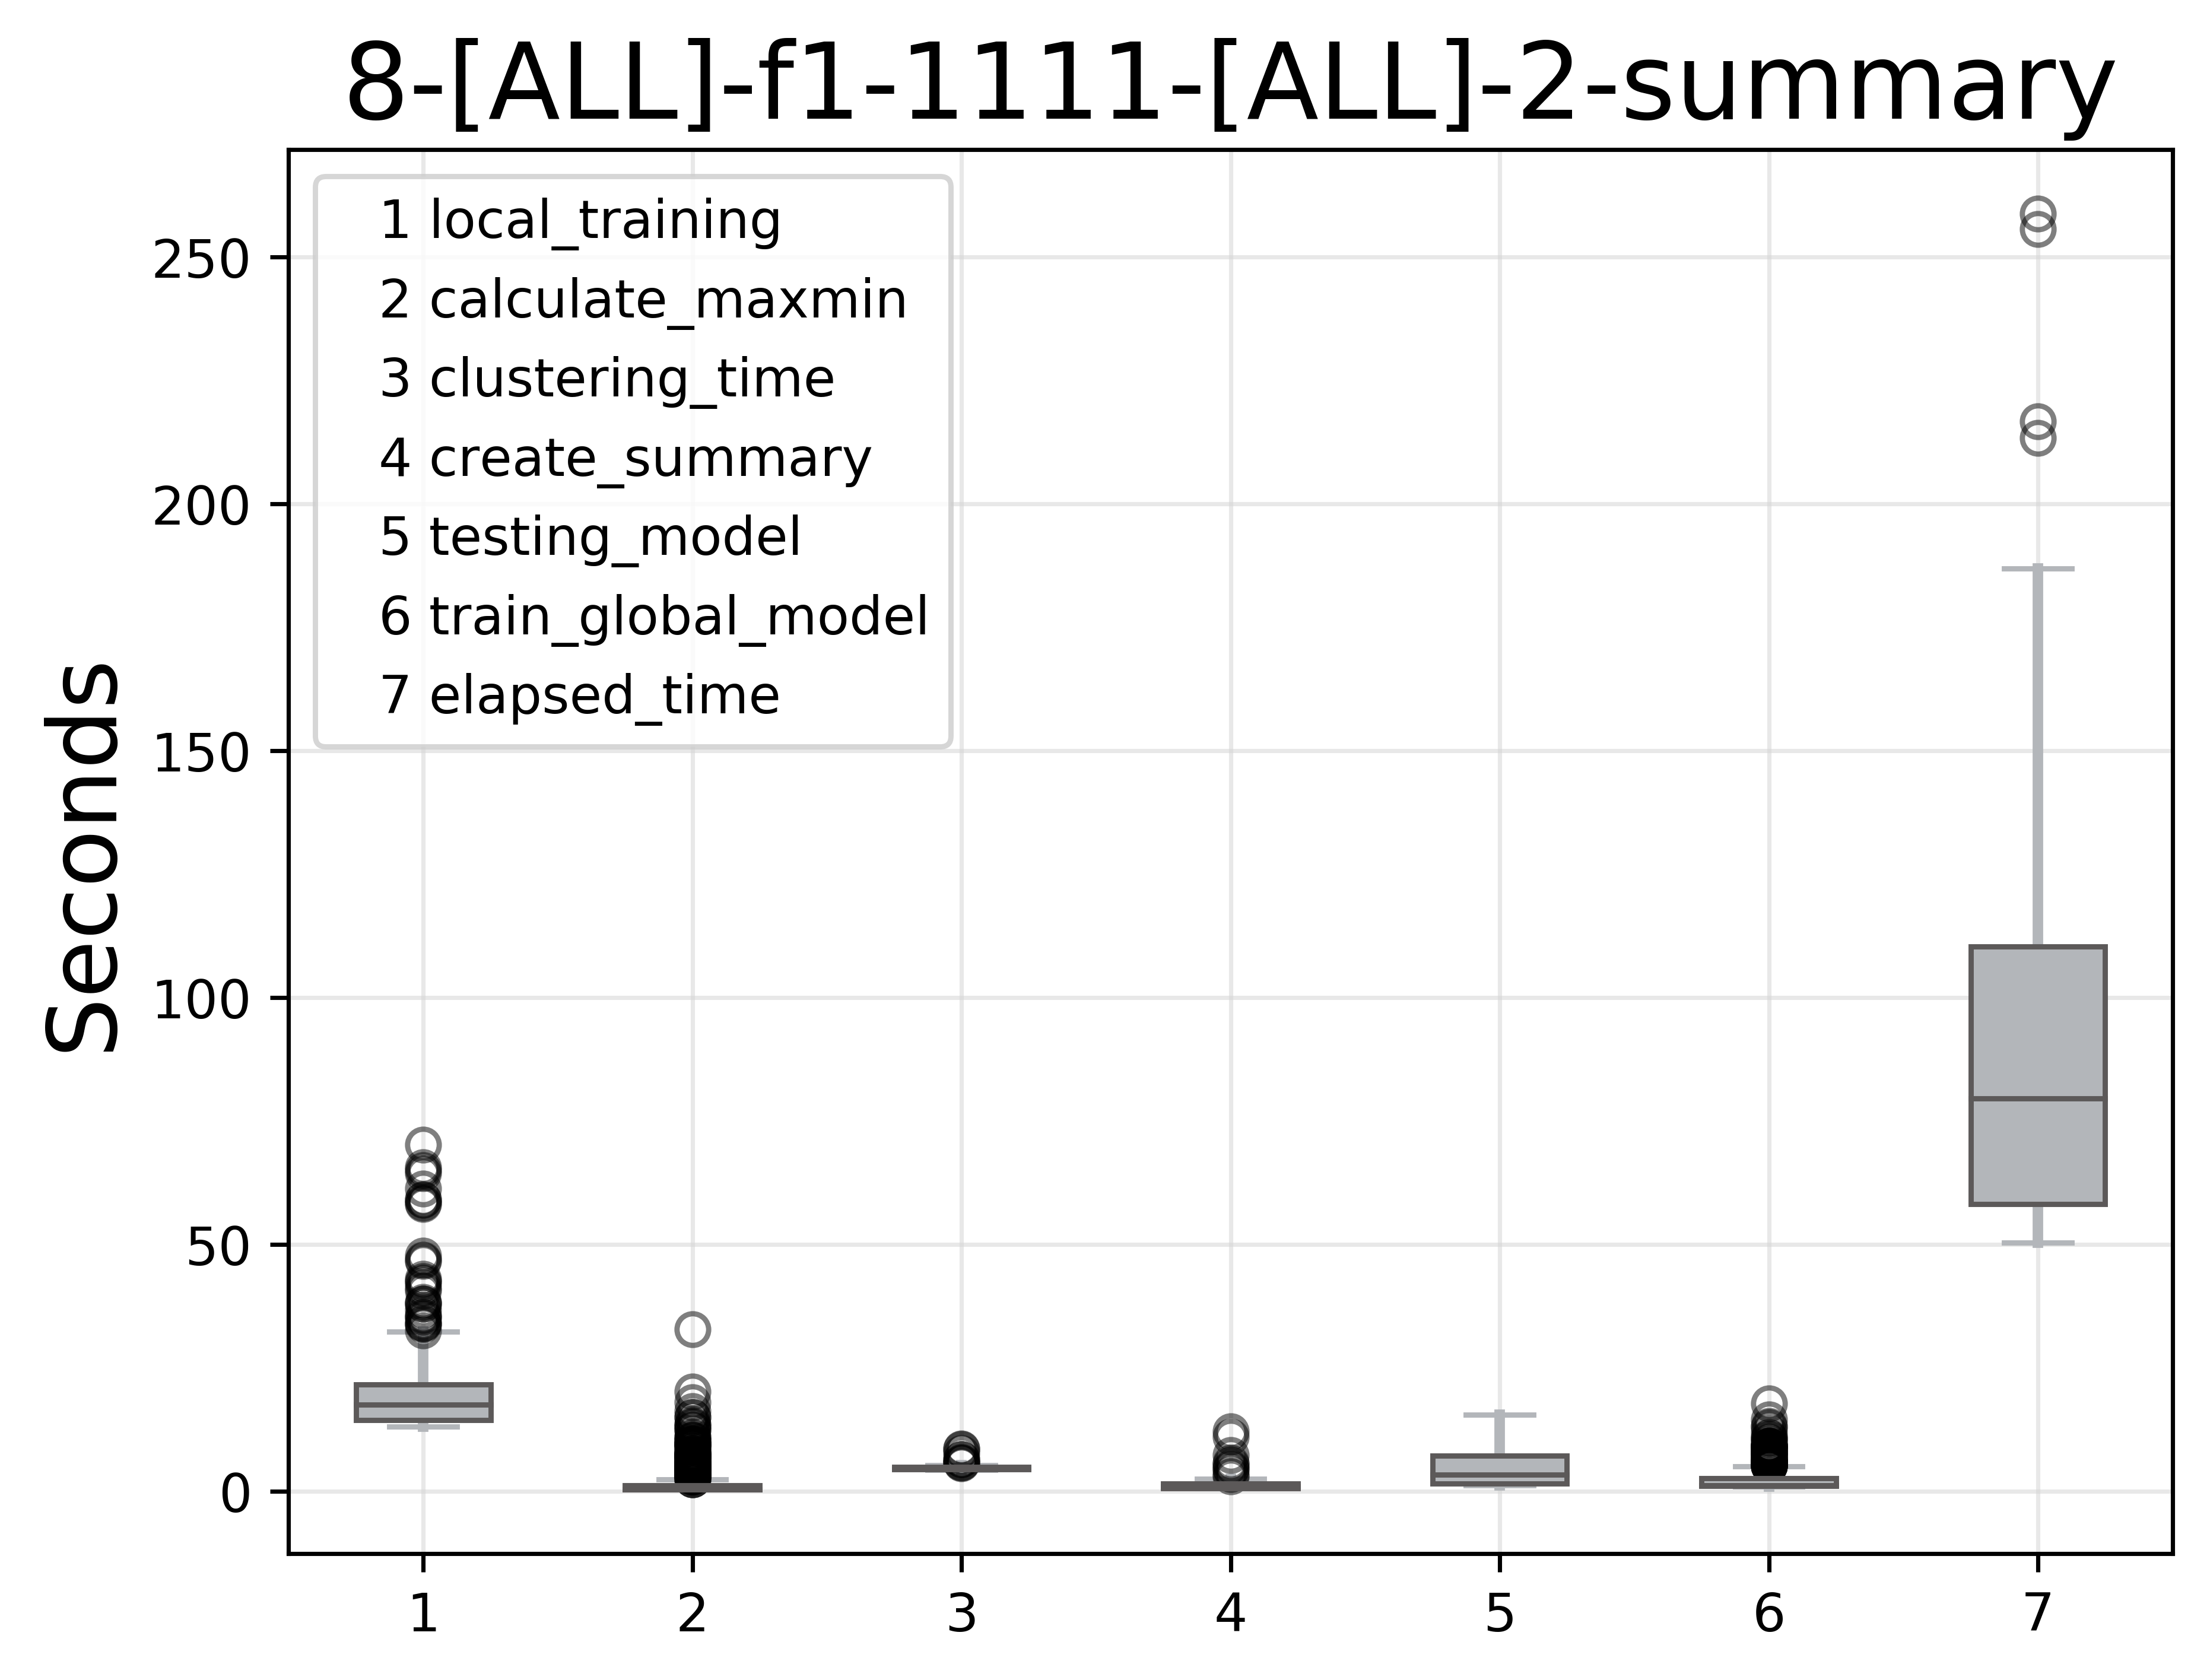 8-[ALL]-f1-1111-[ALL]-2-summary
1 local_training
2 calculate_maxmin
3 clustering_time
4 create_summary
5 testing_model
6 train_global_model
7 elapsed_time
Seconds
250
200
150
100
50
0
1 2 3 4 5 6 7